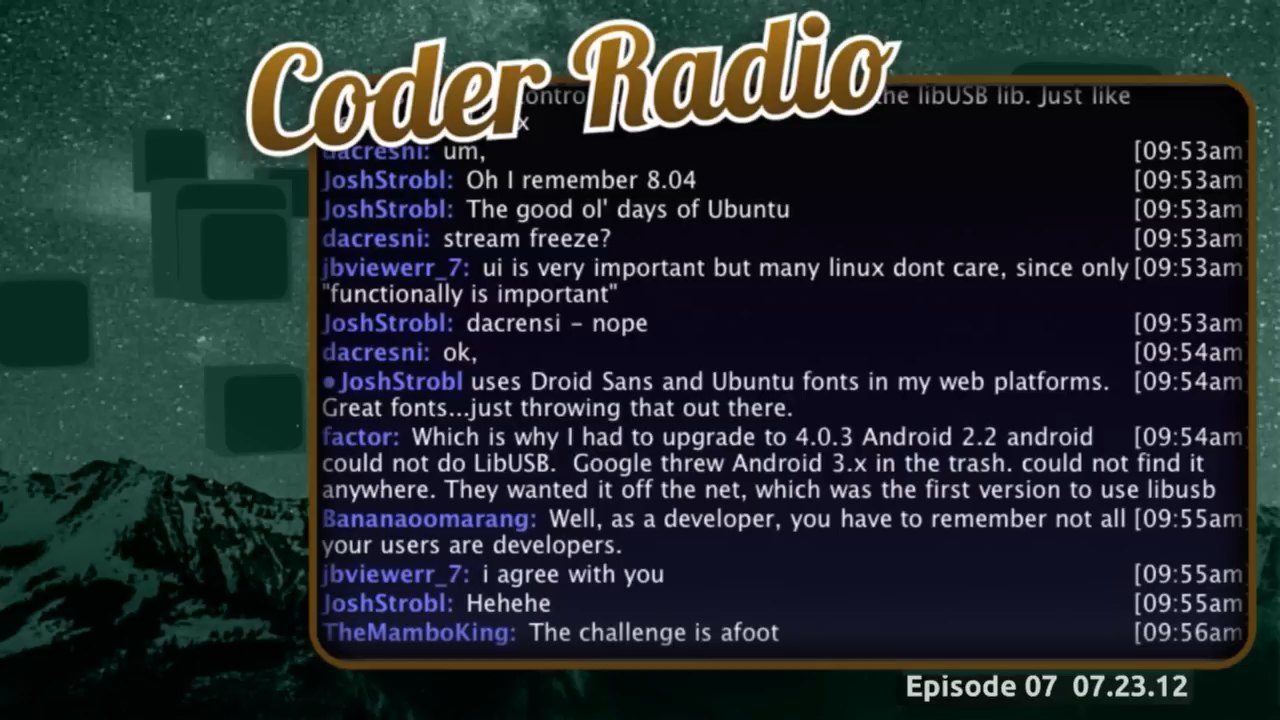 Coder Radio
the libUSB lib. Just like
x
dacresni: um, [09:53am
JoshStrobl: Oh I remember 8.04 [09:53am
JoshStrobl: The good ol' days of Ubuntu [09:53am
dacresni: stream freeze? [09:53am
jbviewerr_7: ui is very important but many linux dont care, since only [09:53am
"functionally is important"
JoshStrobl: dacrensi – nope [09:53am
dacresni: ok, [09:54am
•JoshStrobl uses Droid Sans and Ubuntu fonts in my web platforms. [09:54am
Great fonts...just throwing that out there.
factor: Which is why I had to upgrade to 4.0.3 Android 2.2 android [09:54am
could not do LibUSB. Google threw Android 3.x in the trash. could not find it
anywhere. They wanted it off the net, which was the first version to use libusb
Bananaoomarang: Well, as a developer, you have to remember not all [09:55am
your users are developers.
jbviewerr_7: i agree with you [09:55am
JoshStrobl: Hehehe [09:55am
TheMamboKing: The challenge is afoot [09:56am
Episode 07 07.23.12